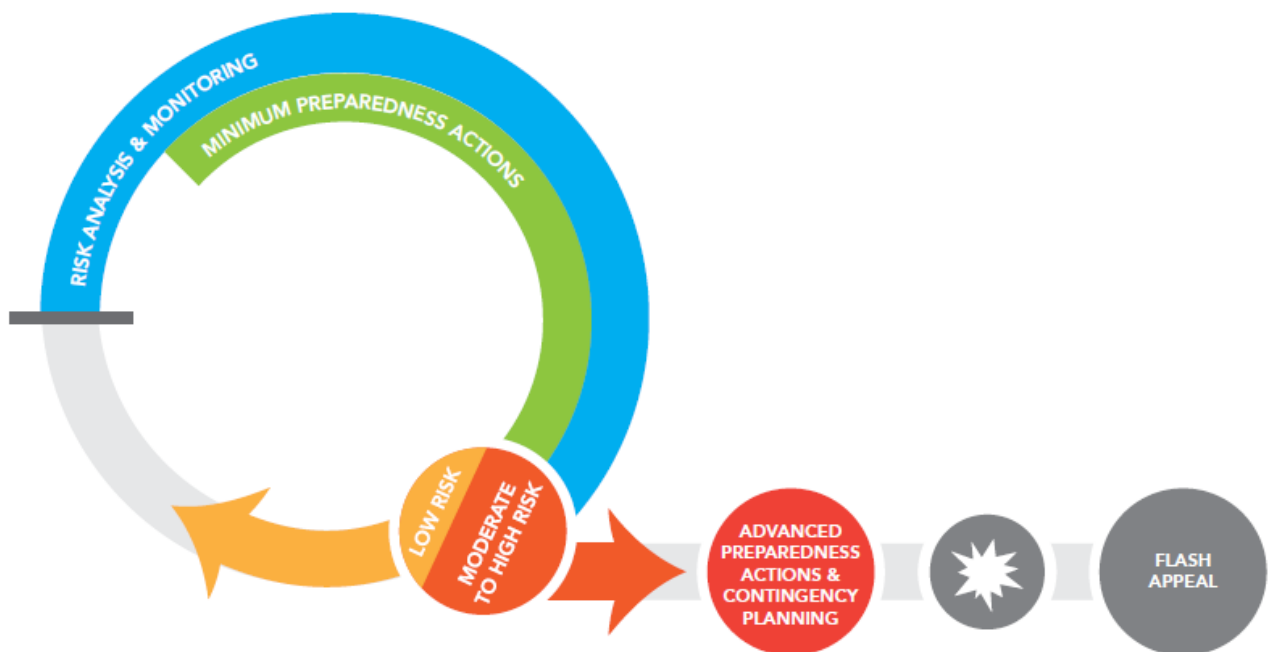 RISK ANALYSIS & MONITORING
MINIMUM PREPAREDNESS ACTIONS
LOW RISK
MODERATE
TO HIGH RISK
ADVANCED
PREPAREDNESS
ACTIONS &
CONTINGENCY
PLANNING
FLASH
APPEAL